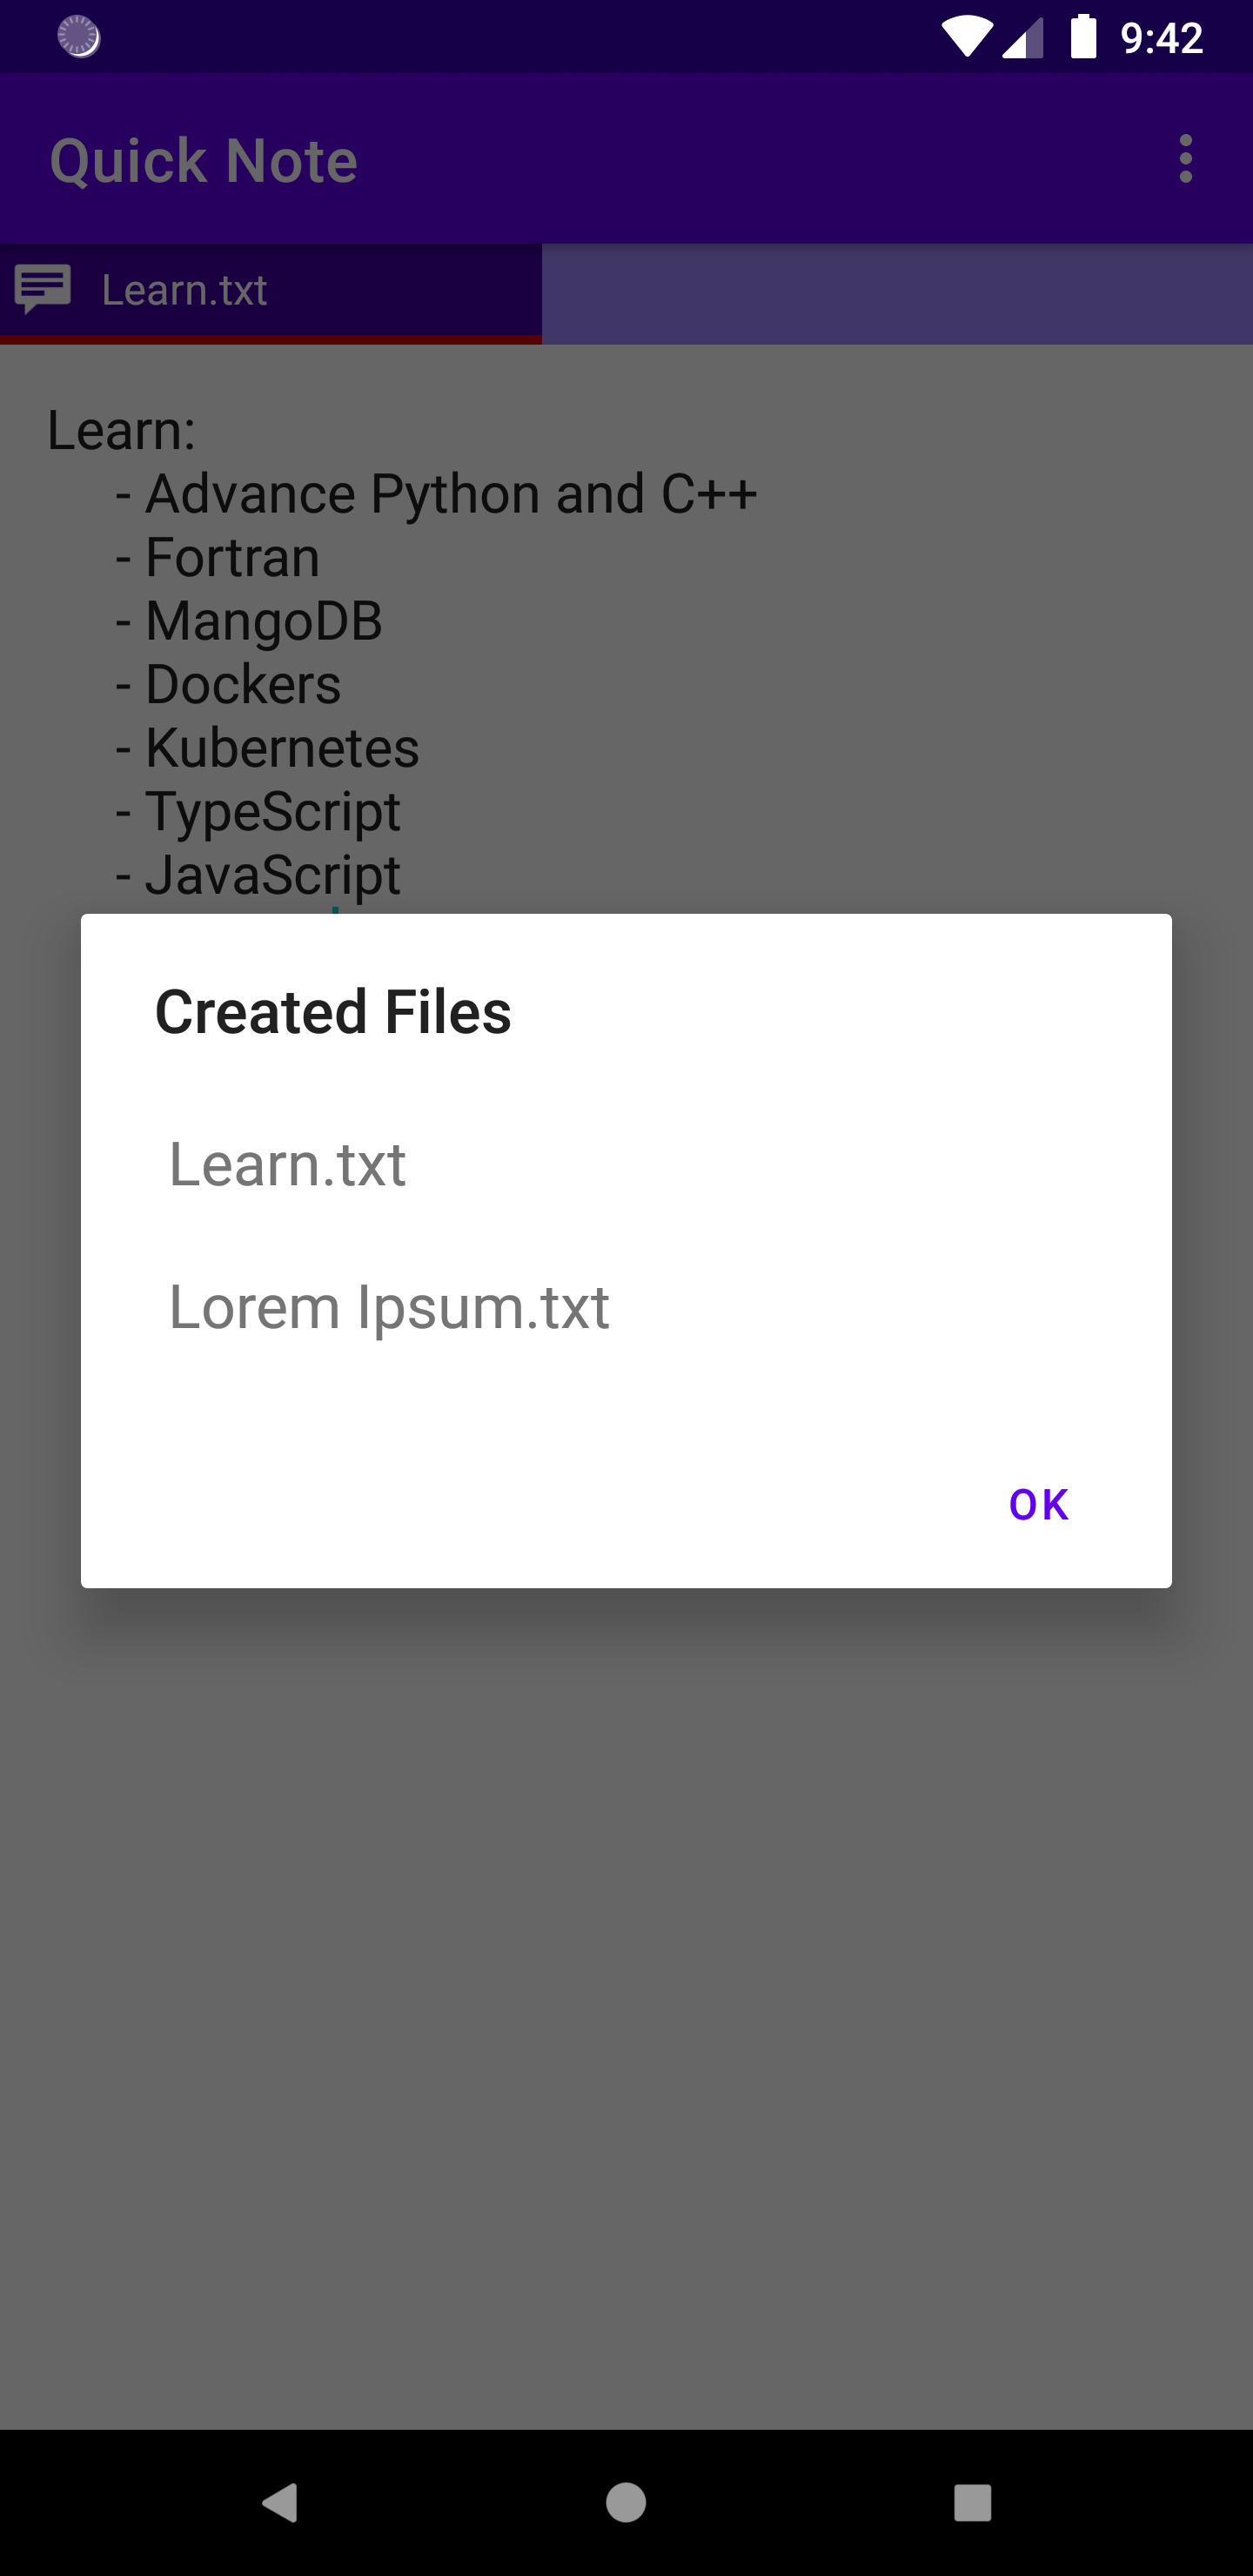 9:42
Quick Note
Learn.txt
Learn:
- Advance Python and C++
- Fortran
- MangoDB
- Dockers
- Kubernetes
- TypeScript
- JavaScript
Created Files
Learn.txt
Lorem Ipsum.txt
OK